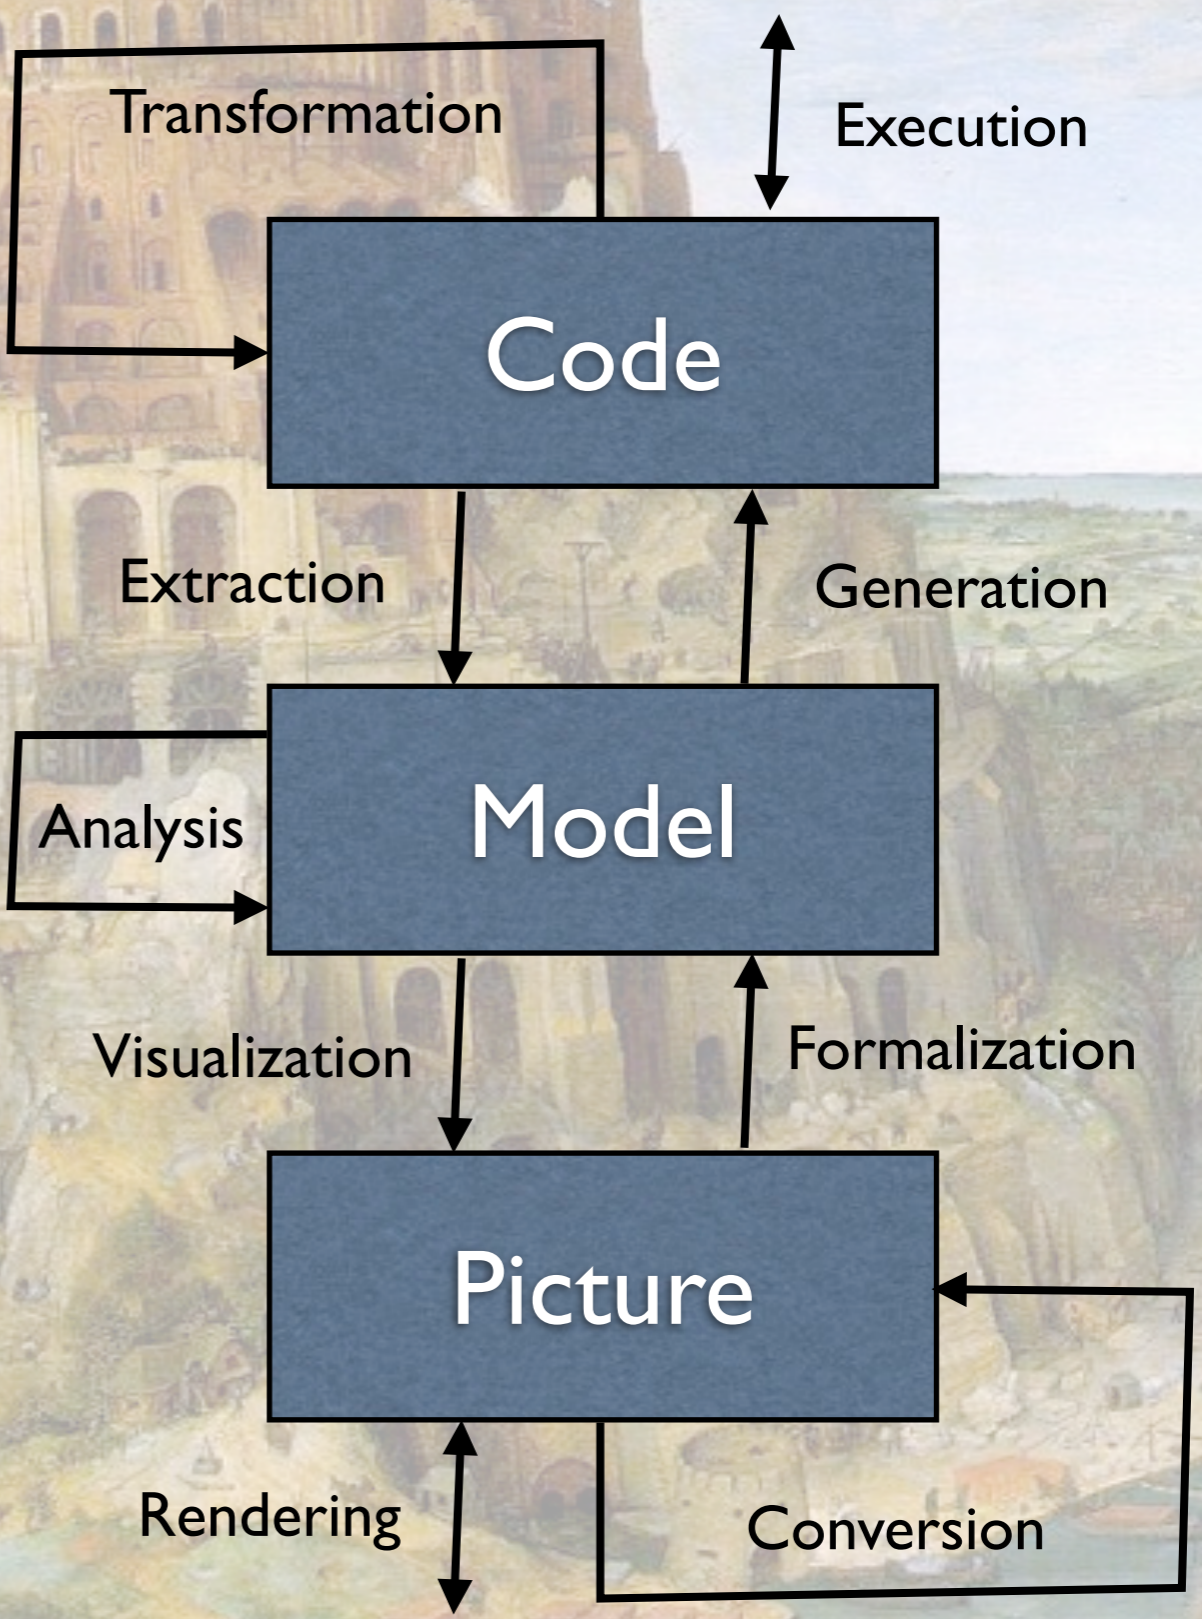 Transformation
Execution
Code
Extraction
Generation
Model
Analysis
Visualization
Formalization
Picture
Rendering
Conversion